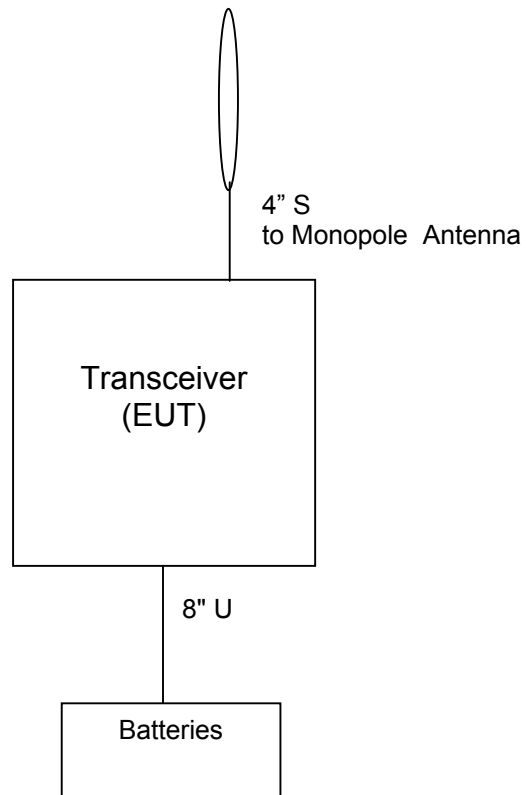 4” S
to Monopole Antenna
Transceiver
(EUT)
8" U
Batteries